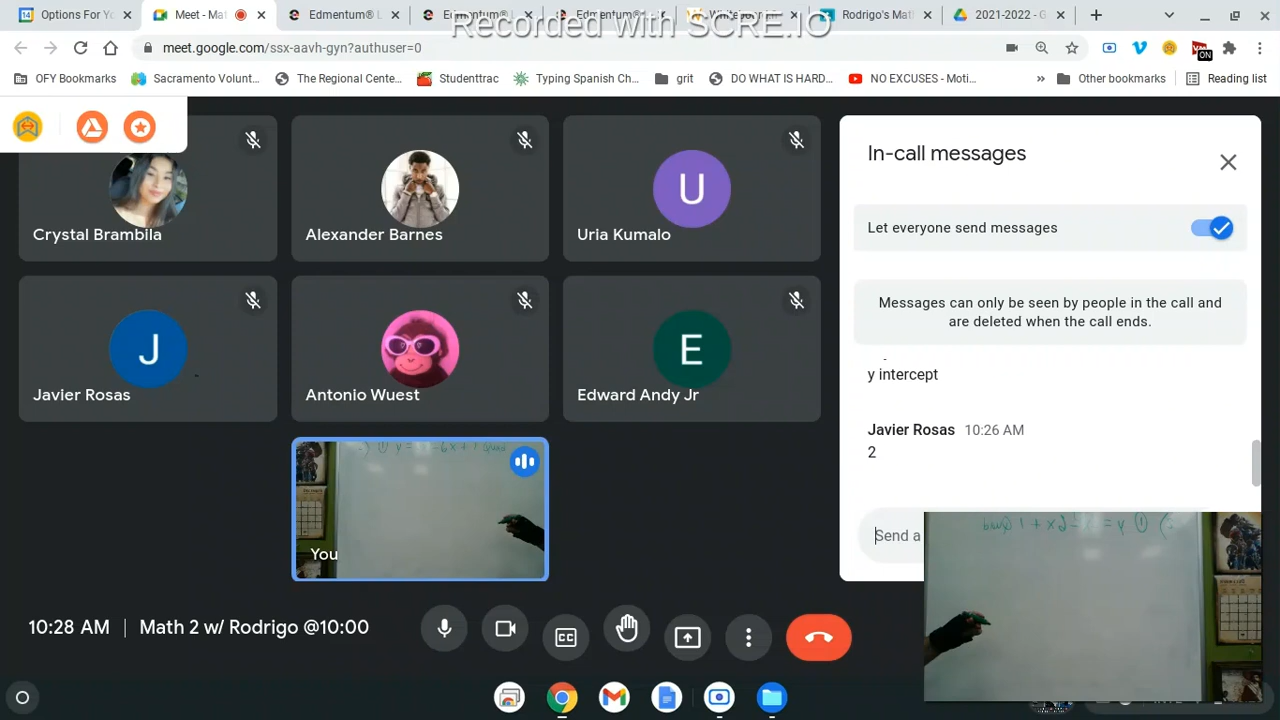 Options For Y
Meet - Ma
Edmentum® L
Edmentum® L
Edmentum®
Whiteboard.fi
Rodrigo's Mat
2021-2022 - G
Recorded with SCRE.IO
meet.google.com/ssx-aavh-gyn?authuser=0
ON
OFY Bookmarks
Sacramento Volunt...
The Regional Cente...
Studenttrac
Typing Spanish Ch...
grit
DO WHAT IS HARD...
NO EXCUSES - Moti...
»
Other bookmarks
Reading list
Crystal Brambila
Alexander Barnes
U
Uria Kumalo
J
Javier Rosas
Antonio Wuest
E
Edward Andy Jr
You
In-call messages
Let everyone send messages
Messages can only be seen by people in the call and
are deleted when the call ends.
y intercept
Javier Rosas 10:26 AM
2
Send a
10:28 AM | Math 2 w/ Rodrigo @10:00
CC